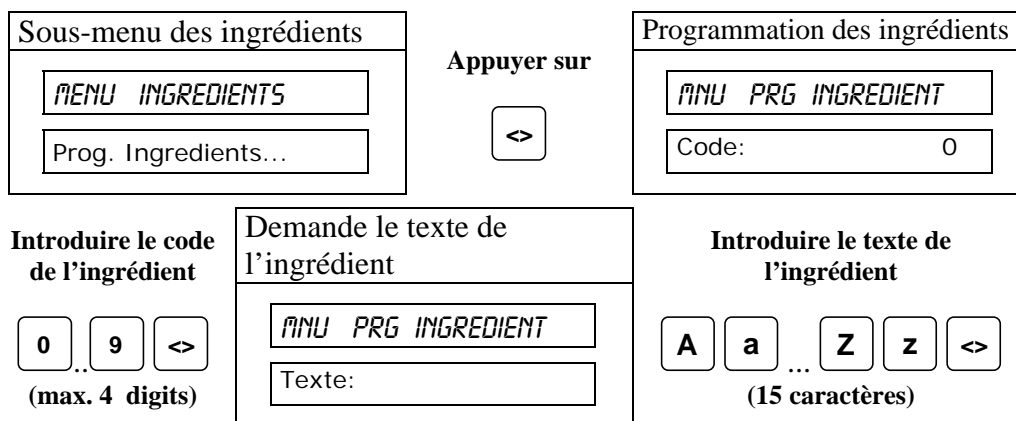 Sous-menu des ingrédients
MENU INGREDIENTS
Prog. Ingredients...
Appuyer sur
<>
Programmation des ingrédients
MNU PRG INGREDIENT
Code: 0
Introduire le code
de l’ingrédient
0 .. 9 <>
(max. 4 digits)
Demande le texte de
l’ingrédient
MNU PRG INGREDIENT
Texte:
Introduire le texte de
l’ingrédient
A a ... Z z <>
(15 caractères)